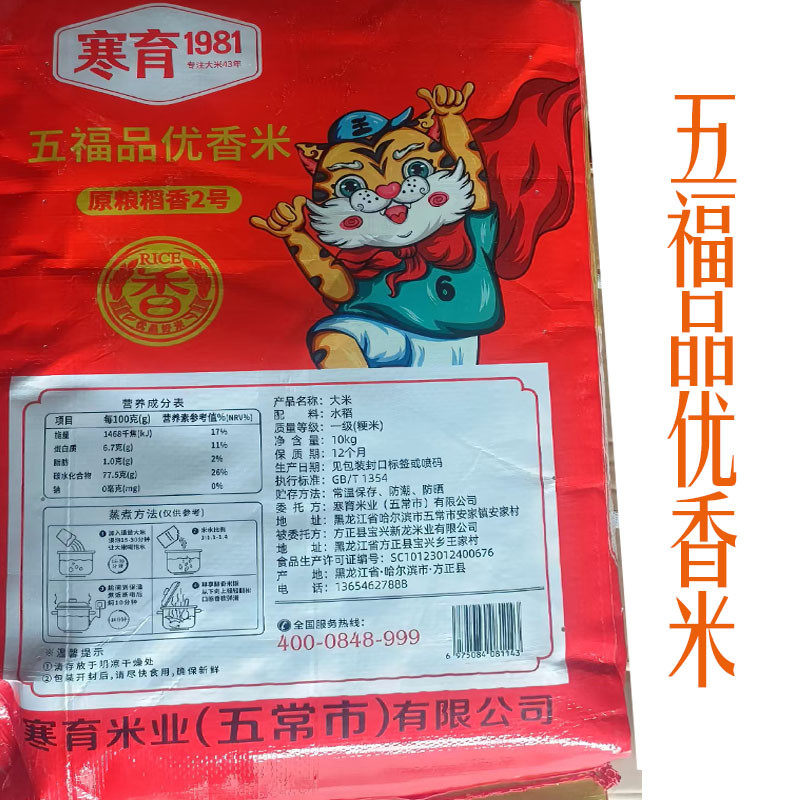 寒育1981
专注大米43年
五福品优香米
原粮稻香2号
RICE
香
6
营养成分表
项目 每100克(g) 营养素参考值%(NRV%)
能量 1468千焦(kJ) 17%
蛋白质 6.7克(g) 11%
脂肪 1.0克(g) 2%
碳水化合物 77.5克(g) 26%
钠 0毫克(mg) 0%
蒸煮方法(仅供参考)
※温馨提示
①请存放于阴凉干燥处
②包装开封后,请尽快食用,确保新鲜
产品名称:大米
配 料:水稻
质量等级:一级(粳米)
净 含 量:10kg
保 质 期:12个月
生产日期:见包装封口标签或喷码
执行标准:GB/T 1354
贮存方法:常温保存、防潮、防晒
委 托 方:寒育米业(五常市)有限公司
地 址:黑龙江省哈尔滨市五常市安家镇安家村
被委托方:方正县宝兴新龙米业有限公司
地 址:黑龙江省方正县宝兴乡王家村
食品生产许可证编号:SC10123012400676
产 地:黑龙江省·哈尔滨市·方正县
电 话:13654627888
全国服务热线:
400-0848-999
6 975084 081143
寒育米业(五常市)有限公司
五福品优香米